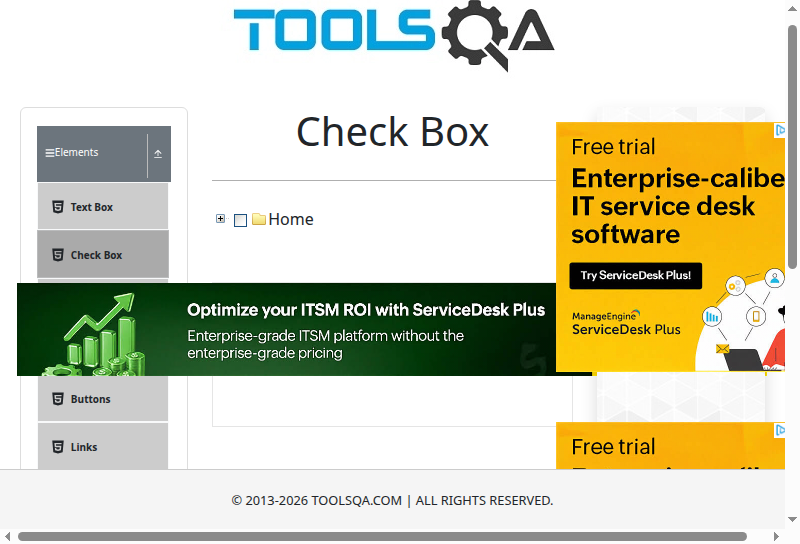 TOOLSQA
Elements
Text Box
Check Box
Buttons
Links
Check Box
Home
Optimize your ITSM ROI with ServiceDesk Plus
Enterprise-grade ITSM platform without the
enterprise-grade pricing
Free trial
Enterprise-calibe
IT service desk
software
Try ServiceDesk Plus!
ManageEngine
ServiceDesk Plus
Free trial
© 2013-2026 TOOLSQA.COM | ALL RIGHTS RESERVED.